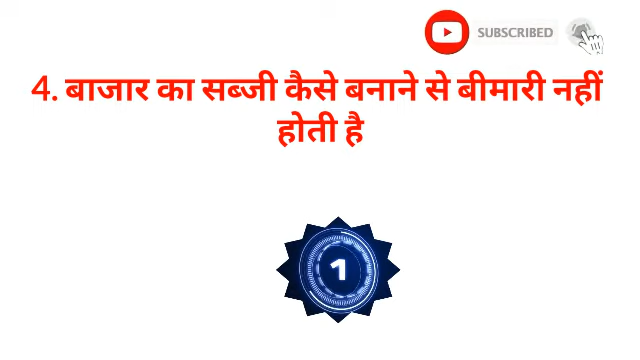 SUBSCRIBED
4. बाजार का सब्जी कैसे बनाने से बीमारी नहीं
होती है
1